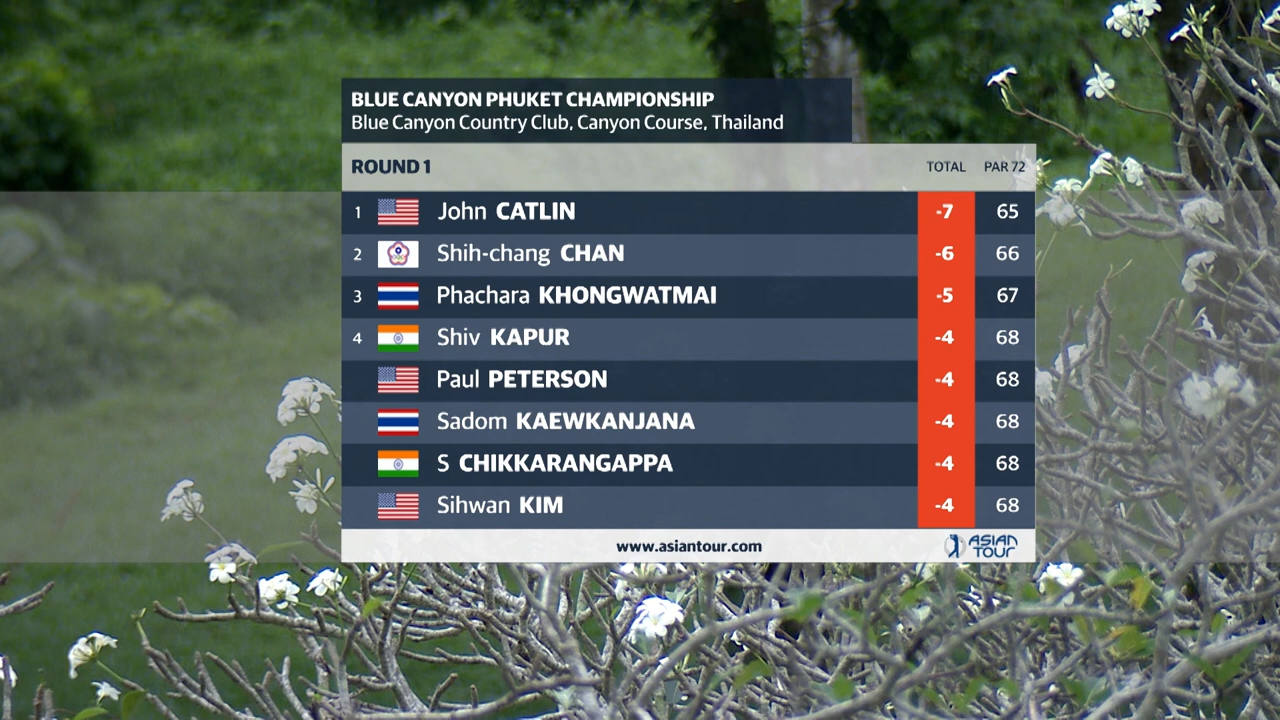 BLUE CANYON PHUKET CHAMPIONSHIP
Blue Canyon Country Club, Canyon Course, Thailand
ROUND 1 TOTAL PAR 72
1 John CATLIN -7 65
2 Shih-chang CHAN -6 66
3 Phachara KHONGWATMAI -5 67
4 Shiv KAPUR -4 68
Paul PETERSON -4 68
Sadom KAEWKANJANA -4 68
S CHIKKARANGAPPA -4 68
Sihwan KIM -4 68
www.asiantour.com
ASIAN
TOUR